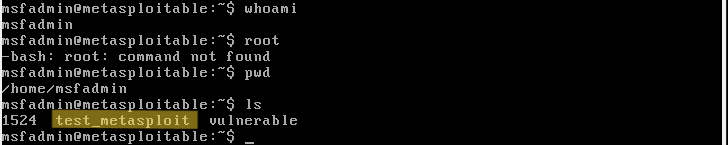 msfadmin@metasploitable:~$ whoami
msfadmin
msfadmin@metasploitable:~$ root
-bash: root: command not found
msfadmin@metasploitable:~$ pwd
/home/msfadmin
msfadmin@metasploitable:~$ ls
1524  test_metasploit  vulnerable
msfadmin@metasploitable:~$ _